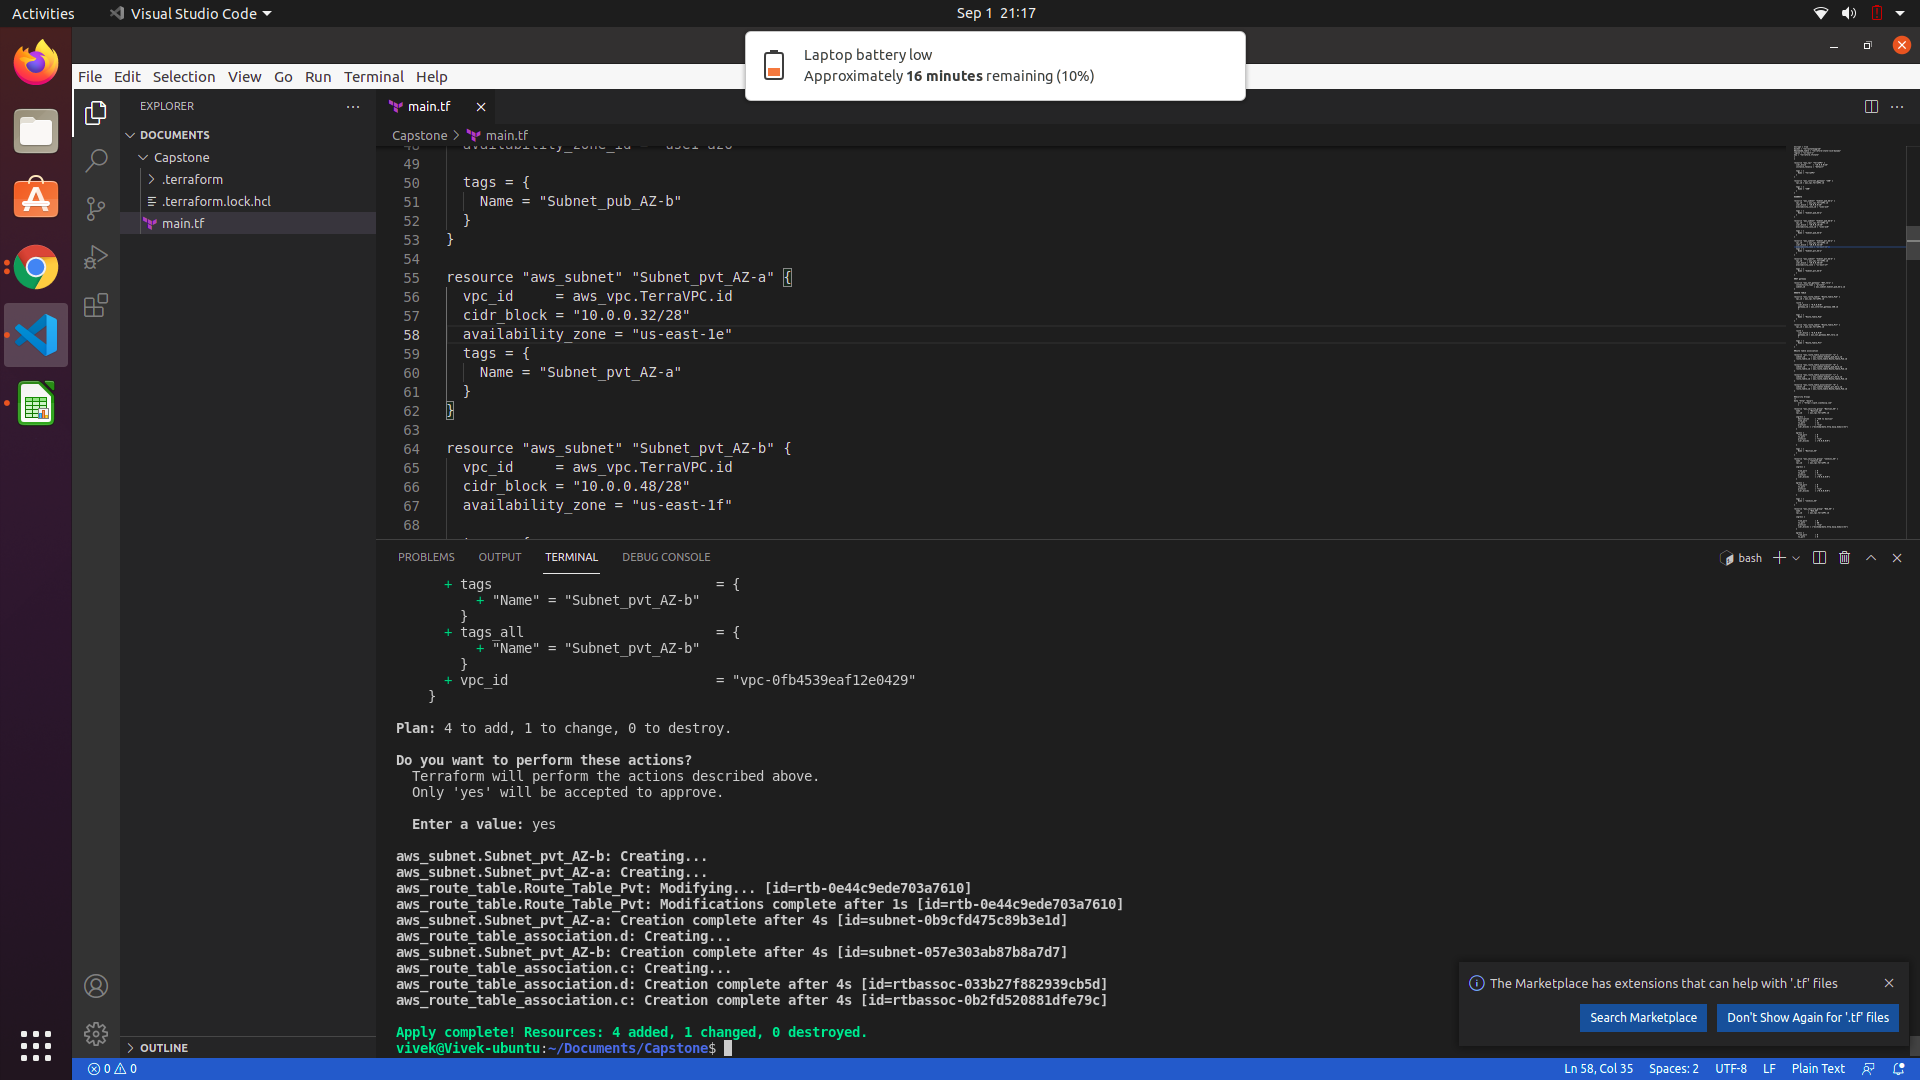 Activities
Visual Studio Code
Sep 1 21:17
Laptop battery low
Approximately 16 minutes remaining (10%)
File Edit Selection View Go Run Terminal Help
EXPLORER
main.tf
DOCUMENTS
Capstone
.terraform
.terraform.lock.hcl
main.tf
OUTLINE
Capstone > main.tf
49
50 tags = {
51 Name = "Subnet_pub_AZ-b"
52 }
53 }
54
55 resource "aws_subnet" "Subnet_pvt_AZ-a" {
56 vpc_id = aws_vpc.TerraVPC.id
57 cidr_block = "10.0.0.32/28"
58 availability_zone = "us-east-1e"
59 tags = {
60 Name = "Subnet_pvt_AZ-a"
61 }
62 }
63
64 resource "aws_subnet" "Subnet_pvt_AZ-b" {
65 vpc_id = aws_vpc.TerraVPC.id
66 cidr_block = "10.0.0.48/28"
67 availability_zone = "us-east-1f"
68
PROBLEMS OUTPUT TERMINAL DEBUG CONSOLE
bash
+ tags = {
+ "Name" = "Subnet_pvt_AZ-b"
}
+ tags_all = {
+ "Name" = "Subnet_pvt_AZ-b"
}
+ vpc_id = "vpc-0fb4539eaf12e0429"
}
Plan: 4 to add, 1 to change, 0 to destroy.
Do you want to perform these actions?
Terraform will perform the actions described above.
Only 'yes' will be accepted to approve.
Enter a value: yes
aws_subnet.Subnet_pvt_AZ-b: Creating...
aws_subnet.Subnet_pvt_AZ-a: Creating...
aws_route_table.Route_Table_Pvt: Modifying... [id=rtb-0e44c9ede703a7610]
aws_route_table.Route_Table_Pvt: Modifications complete after 1s [id=rtb-0e44c9ede703a7610]
aws_subnet.Subnet_pvt_AZ-a: Creation complete after 4s [id=subnet-0b9cfd475c89b3e1d]
aws_route_table_association.d: Creating...
aws_subnet.Subnet_pvt_AZ-b: Creation complete after 4s [id=subnet-057e303ab87b8a7d7]
aws_route_table_association.c: Creating...
aws_route_table_association.d: Creation complete after 4s [id=rtbassoc-033b27f882939cb5d]
aws_route_table_association.c: Creation complete after 4s [id=rtbassoc-0b2fd520881dfe79c]
Apply complete! Resources: 4 added, 1 changed, 0 destroyed.
vivek@Vivek-ubuntu:~/Documents/Capstone$
The Marketplace has extensions that can help with '.tf' files
Search Marketplace
Don't Show Again for '.tf' files
0 0
Ln 58, Col 35 Spaces: 2 UTF-8 LF Plain Text